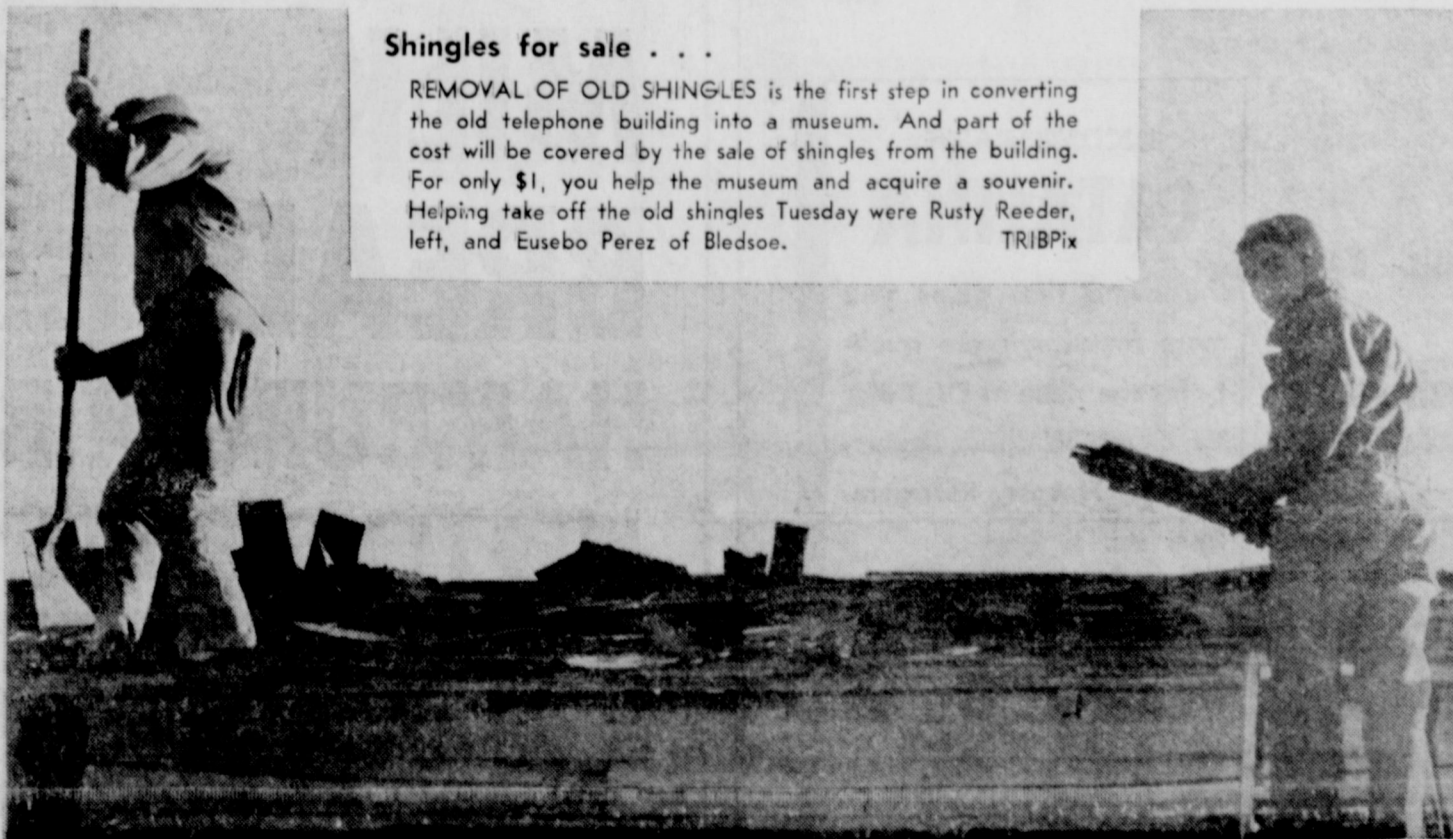 Shingles for sale . . .
REMOVAL OF OLD SHINGLES is the first step in converting
the old telephone building into a museum. And part of the
cost will be covered by the sale of shingles from the building.
For only $1, you help the museum and acquire a souvenir.
Helping take off the old shingles Tuesday were Rusty Reeder,
left, and Eusebo Perez of Bledsoe. TRIBPix